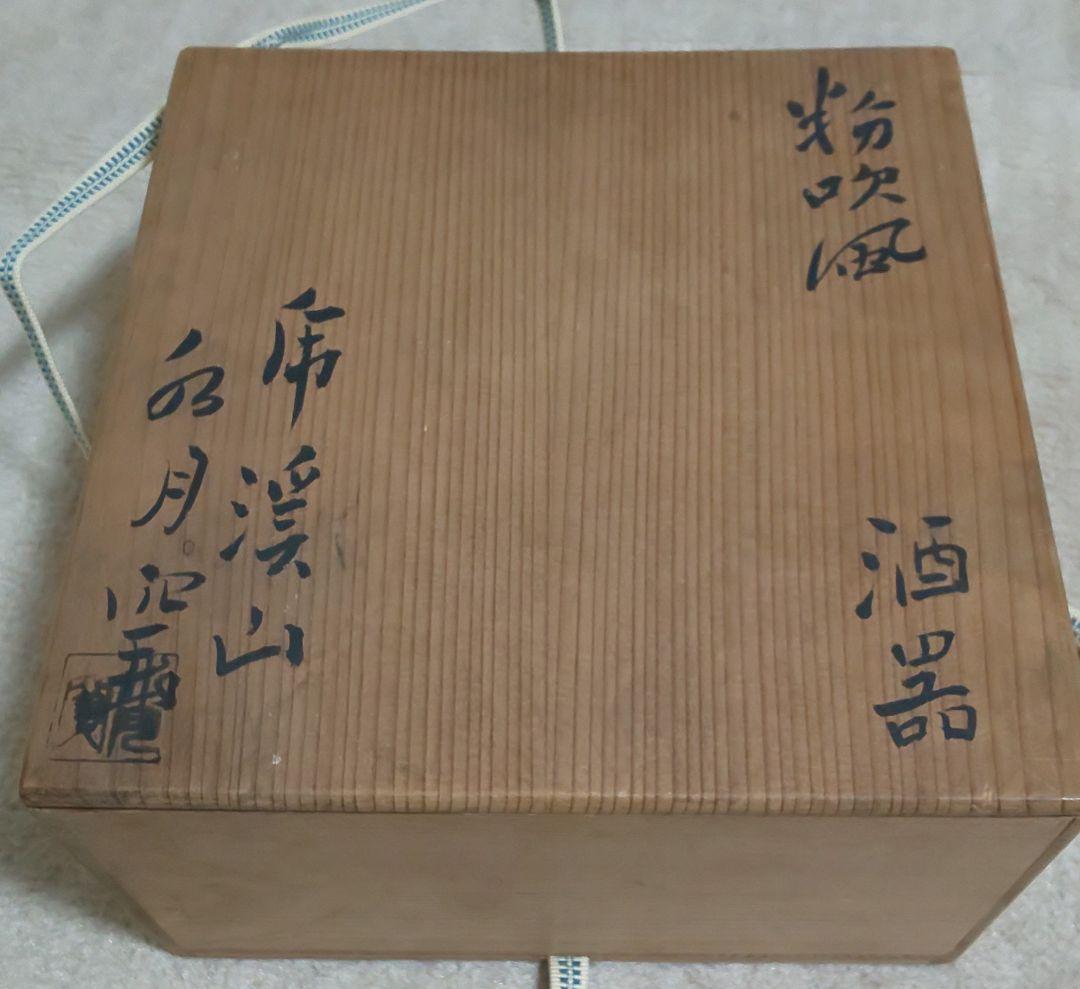 粉吹風 酒器
虎渓山
水月窯